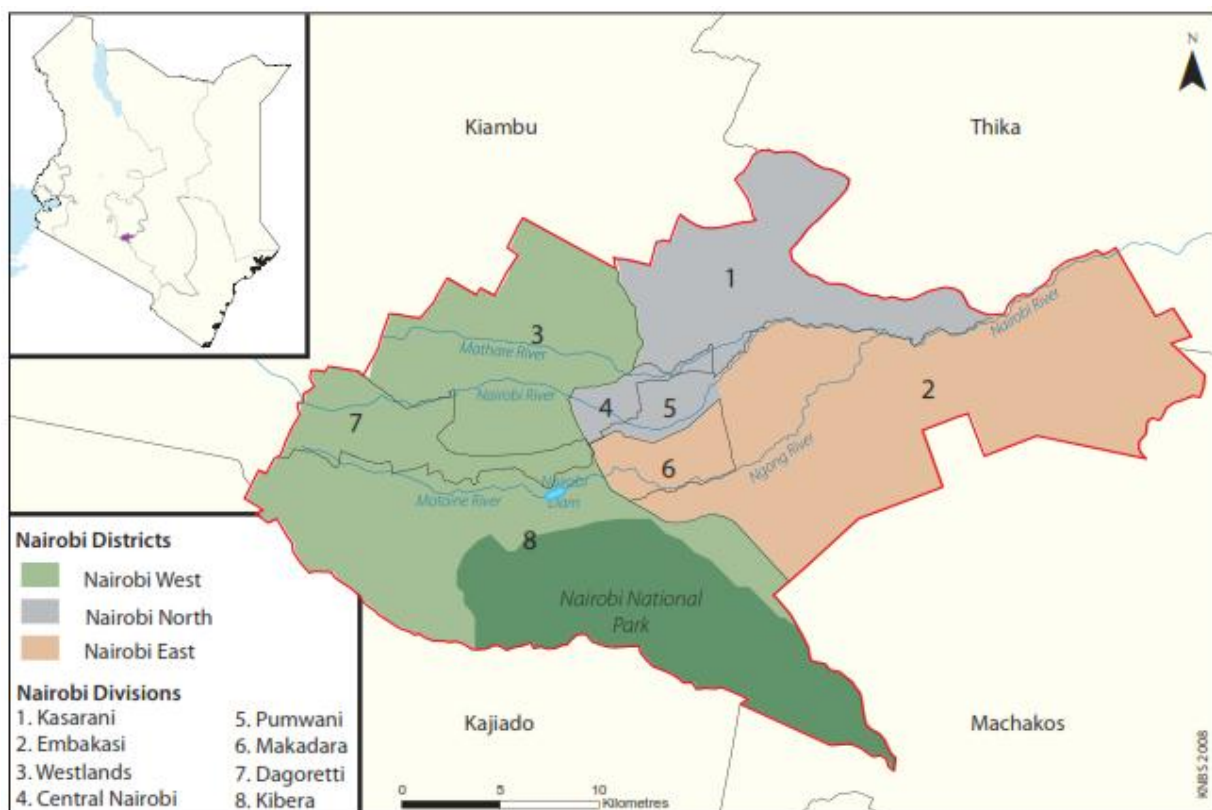 N
Kiambu
Thika
1
3
Mathare River
Nairobi River
2
4
5
Nairobi River
7
6
Ngong River
Nairobi
Dam
Motoine River
8
Nairobi National
Park
Kajiado
Machakos
Nairobi Districts
Nairobi West
Nairobi North
Nairobi East
Nairobi Divisions
1. Kasarani
2. Embakasi
3. Westlands
4. Central Nairobi
5. Pumwani
6. Makadara
7. Dagoretti
8. Kibera
0 5 10
Kilometres
KNBS 2008